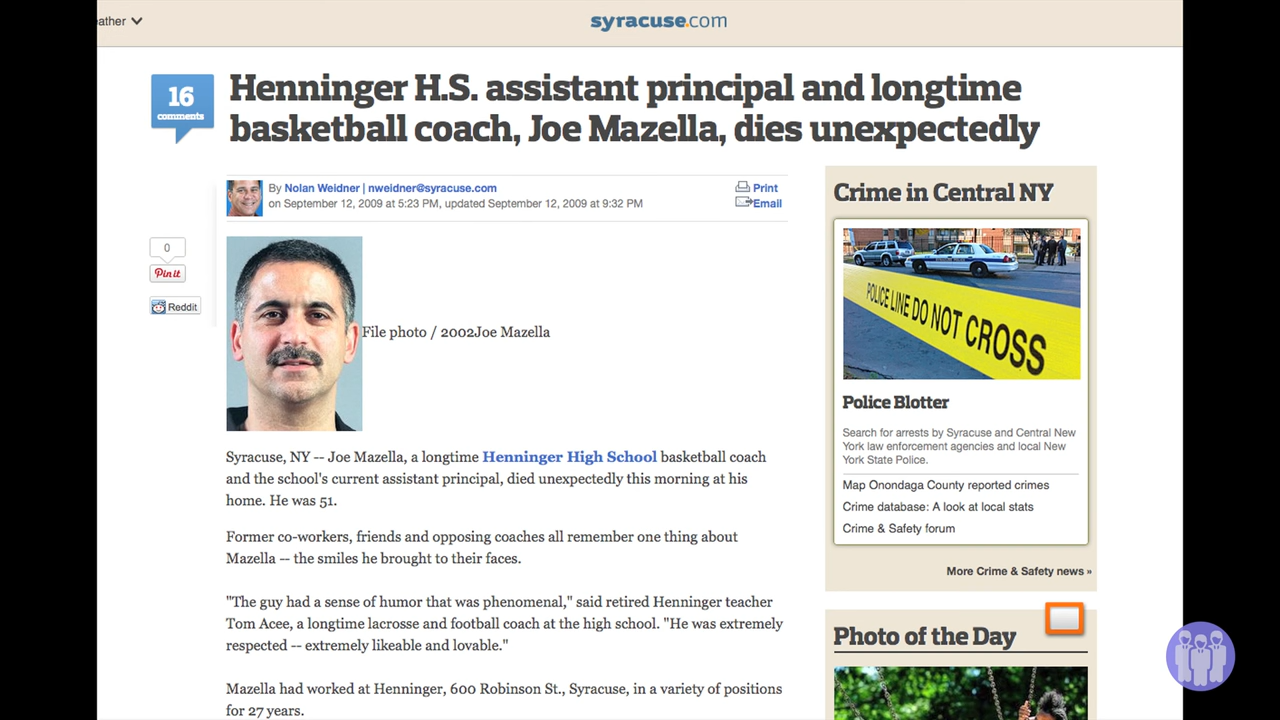 eather
syracuse.com
16
comments
Henninger H.S. assistant principal and longtime
basketball coach, Joe Mazella, dies unexpectedly
By Nolan Weidner | nweidner@syracuse.com
on September 12, 2009 at 5:23 PM, updated September 12, 2009 at 9:32 PM
Print
Email
0
Pin it
Reddit
File photo / 2002Joe Mazella
Syracuse, NY -- Joe Mazella, a longtime Henninger High School basketball coach
and the school's current assistant principal, died unexpectedly this morning at his
home. He was 51.
Former co-workers, friends and opposing coaches all remember one thing about
Mazella -- the smiles he brought to their faces.
"The guy had a sense of humor that was phenomenal," said retired Henninger teacher
Tom Acee, a longtime lacrosse and football coach at the high school. "He was extremely
respected -- extremely likeable and lovable."
Mazella had worked at Henninger, 600 Robinson St., Syracuse, in a variety of positions
for 27 years.
Crime in Central NY
POLICE LINE DO NOT CROSS
Police Blotter
Search for arrests by Syracuse and Central New
York law enforcement agencies and local New
York State Police.
Map Onondaga County reported crimes
Crime database: A look at local stats
Crime & Safety forum
More Crime & Safety news »
Photo of the Day